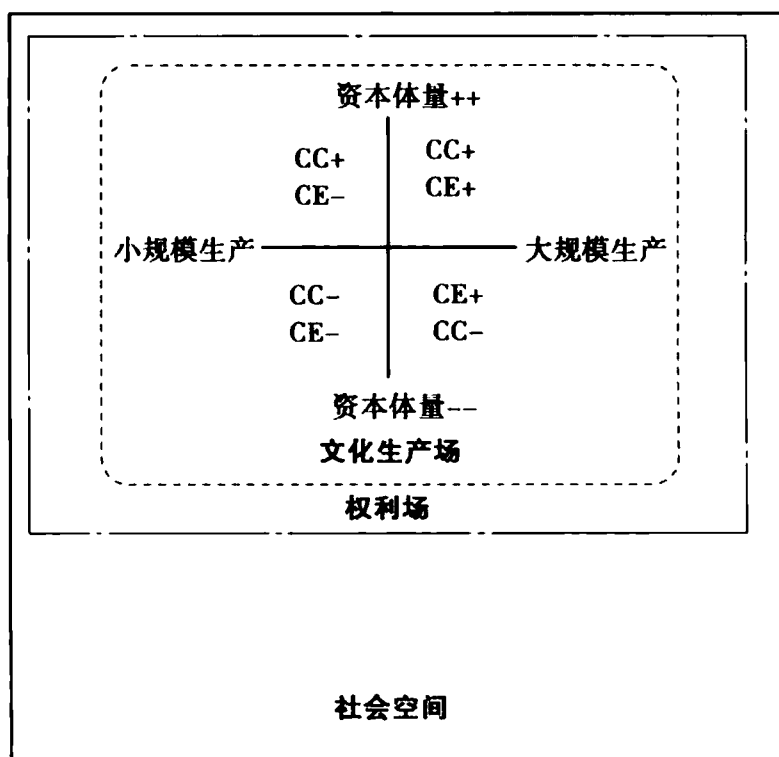 资本体量++
CC+ CC+
CE- CE+
小规模生产 大规模生产
CC- CE+
CE- CC-
资本体量--
文化生产场
权利场
社会空间